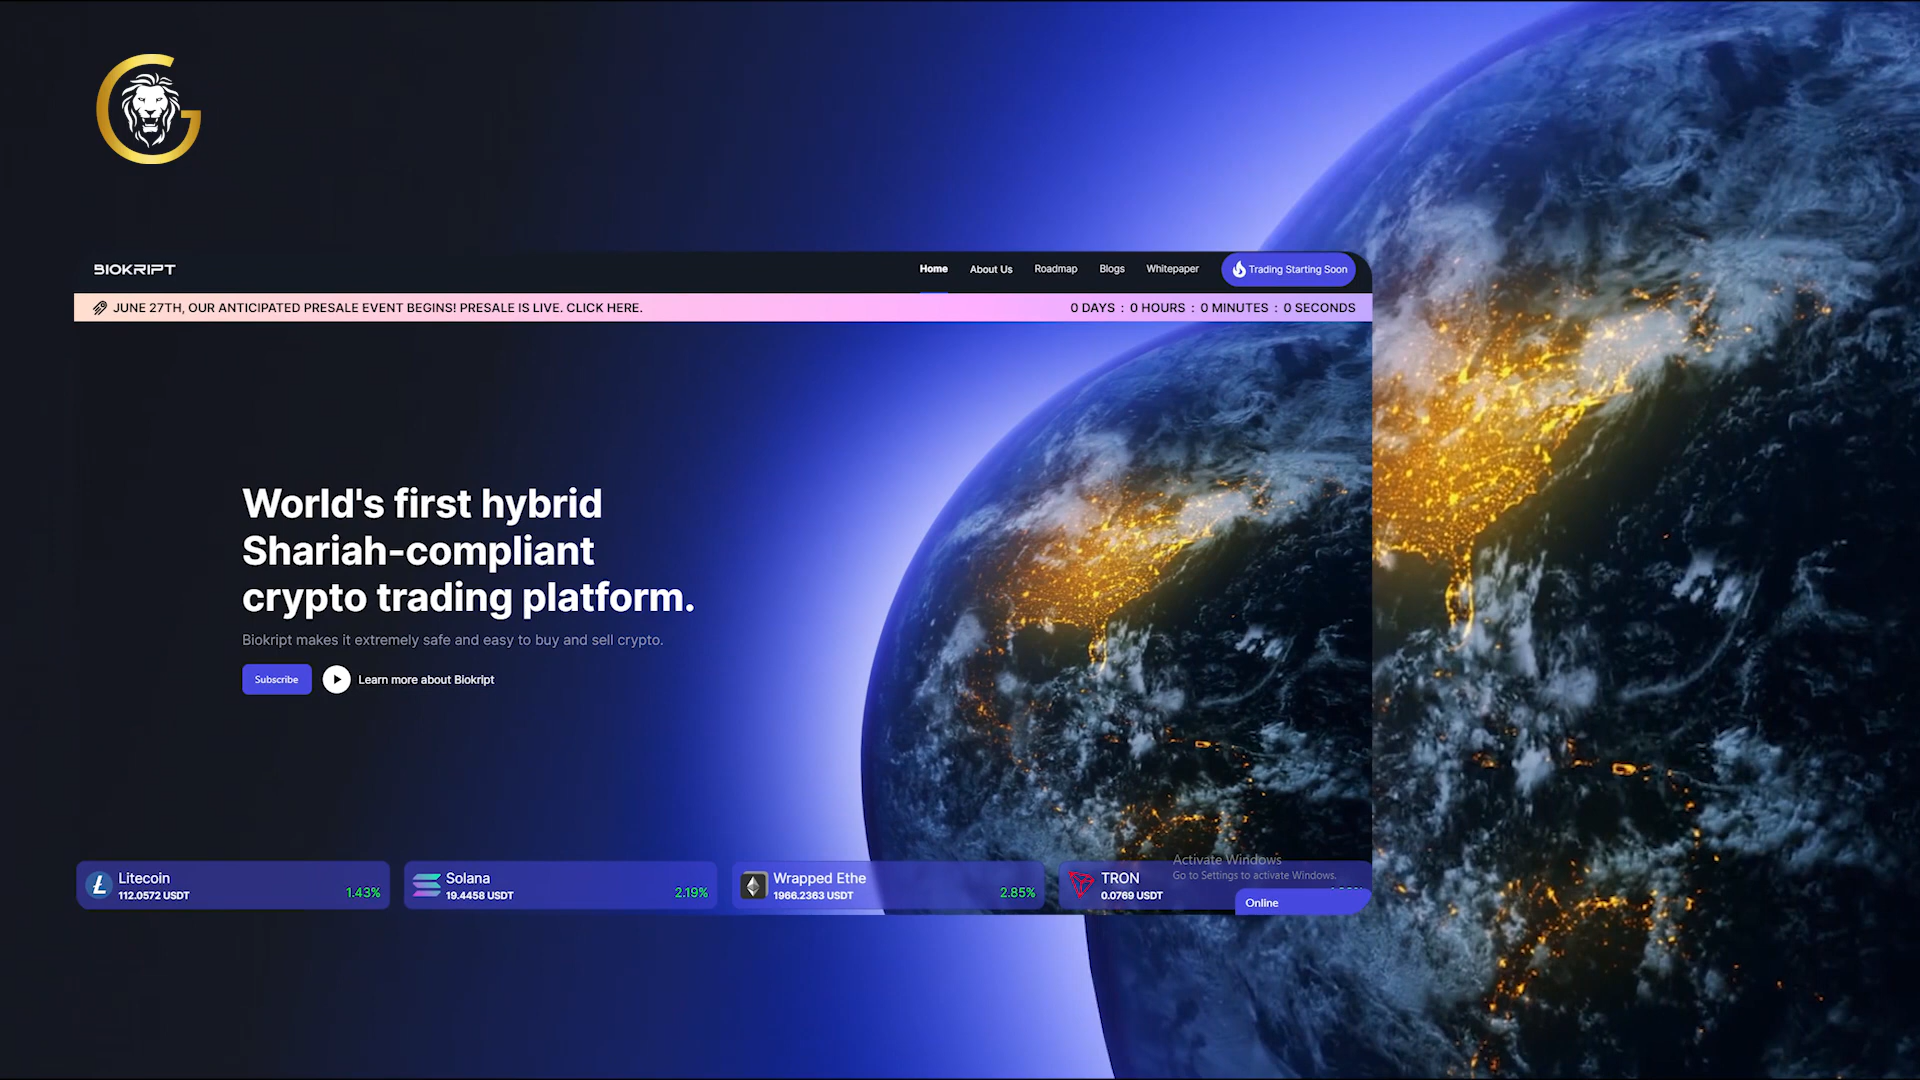 BIOKRIPT
Home About Us Roadmap Blogs Whitepaper Trading Starting Soon
JUNE 27TH, OUR ANTICIPATED PRESALE EVENT BEGINS! PRESALE IS LIVE. CLICK HERE. 0 DAYS : 0 HOURS : 0 MINUTES : 0 SECONDS
World's first hybrid
Shariah-compliant
crypto trading platform.
Biokript makes it extremely safe and easy to buy and sell crypto.
Subscribe Learn more about Biokript
Litecoin
112.0572 USDT 1.43%
Solana
19.4458 USDT 2.19%
Wrapped Ethe
1966.2363 USDT 2.85%
TRON
0.0769 USDT
Activate Windows
Go to Settings to activate Windows.
Online